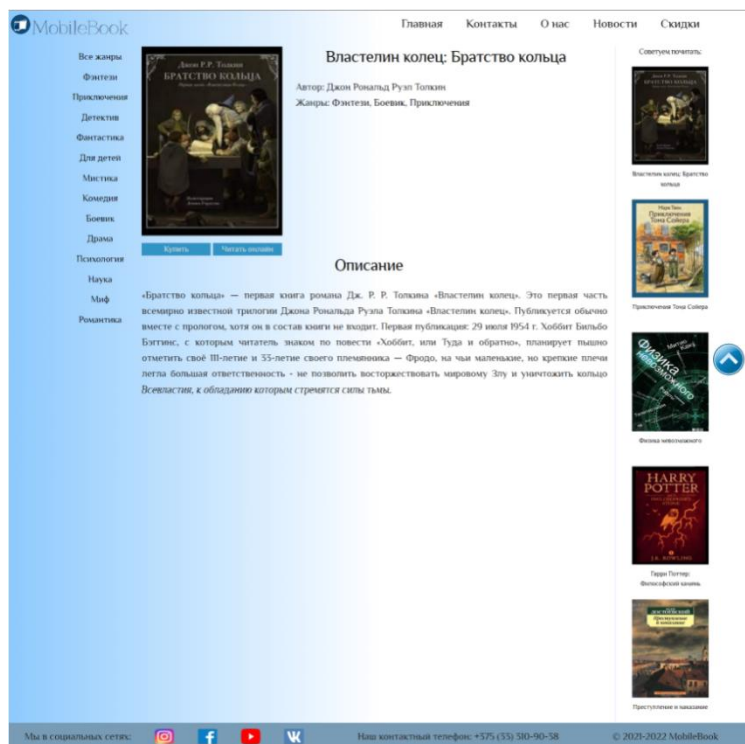 MobileBook
Главная Контакты О нас Новости Скидки
Все жанры
Фэнтези
Приключения
Детектив
Фантастика
Для детей
Мистика
Комедия
Боевик
Драма
Психология
Наука
Миф
Романтика
Джон Р.Р. Толкин
БРАТСТВО КОЛЬЦА
Купить Читать онлайн
Властелин колец: Братство кольца
Автор: Джон Рональд Руэл Толкин
Жанры: Фэнтези, Боевик, Приключения
Описание
«Братство кольца» — первая книга романа Дж. Р. Р. Толкина «Властелин колец». Это первая часть
всемирно известной трилогии Джона Рональда Руэла Толкина «Властелин колец». Публикуется обычно
вместе с прологом, хотя он в состав книги не входит. Первая публикация: 29 июля 1954 г. Хоббит Бильбо
Бэггинс, с которым читатель знаком по повести «Хоббит, или Туда и обратно», планирует пышно
отметить своё 111-летие и 33-летие своего племянника — Фродо, на чьи маленькие, но крепкие плечи
легла большая ответственность - не позволить восторжествовать мировому Злу и уничтожить кольцо
Всевластия, к обладанию которым стремятся силы тьмы.
Советуем почитать:
БРАТСТВО КОЛЬЦА
Властелин колец: Братство
кольца
Марк Твен
Приключения
Тома Сойера
Приключения Тома Сойера
Физика
невозможного
Физика невозможного
HARRY
POTTER
J.K. ROWLING
Гарри Поттер:
Философский камень
ДОСТОЕВСКИЙ
Преступление
и наказание
Преступление и наказание
Мы в социальных сетях: Наш контактный телефон: +375 (33) 310-90-38 © 2021-2022 MobileBook